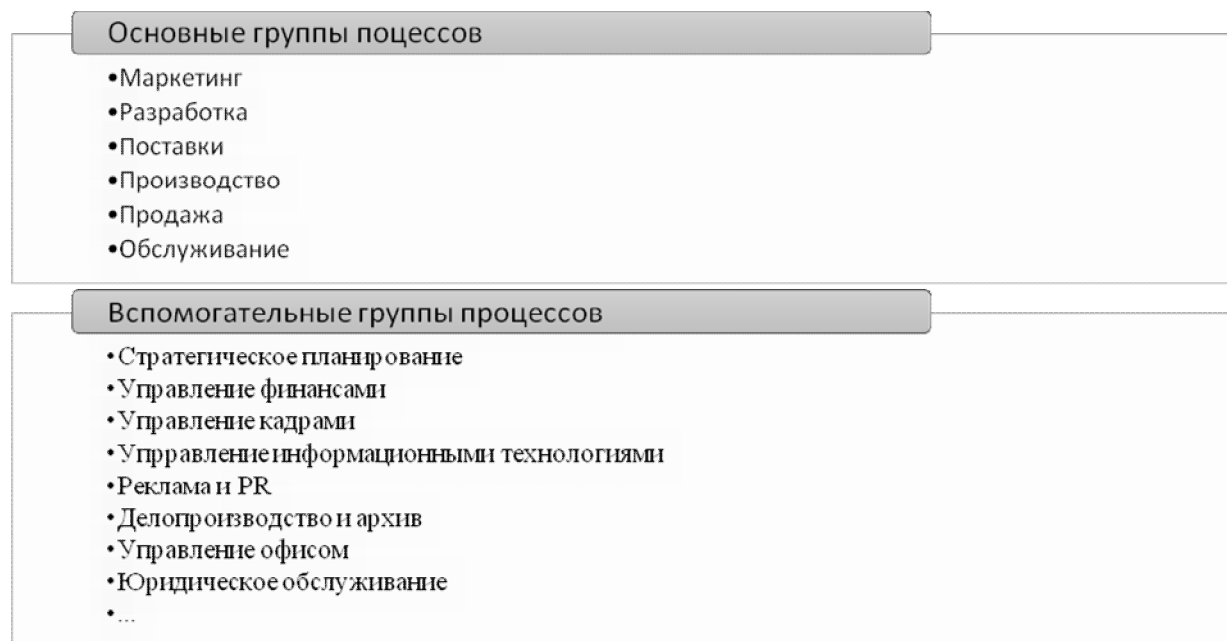 Основные группы поцессов
•Маркетинг
•Разработка
•Поставки
•Производство
•Продажа
•Обслуживание
Вспомогательные группы процессов
•Стратегическое планирование
•Управление финансами
•Управление кадрами
•Упрравление информационными технологиями
•Реклама и PR
•Делопроизводство и архив
•Управление офисом
•Юридическое обслуживание
•...